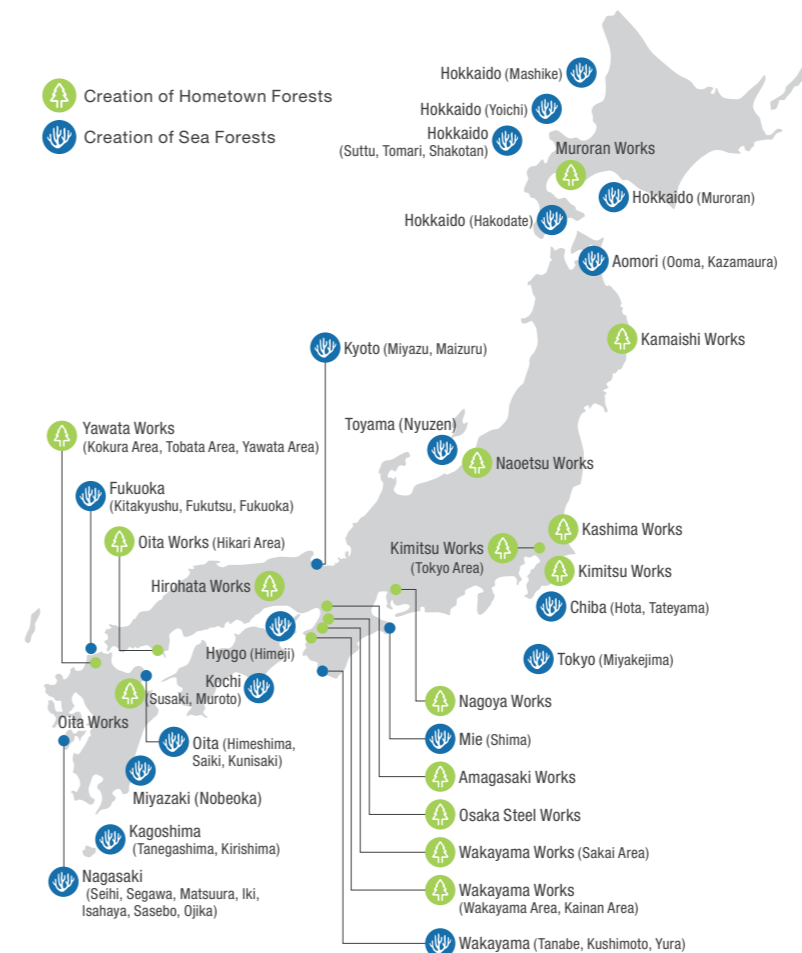 Creation of Hometown Forests
Creation of Sea Forests
Hokkaido (Mashike)
Hokkaido (Yoichi)
Hokkaido
(Suttu, Tomari, Shakotan)
Muroran Works
Hokkaido (Muroran)
Hokkaido (Hakodate)
Aomori (Ooma, Kazamaura)
Kamaishi Works
Kyoto (Miyazu, Maizuru)
Toyama (Nyuzen)
Naoetsu Works
Yawata Works
(Kokura Area, Tobata Area, Yawata Area)
Fukuoka
(Kitakyushu, Fukutsu, Fukuoka)
Oita Works (Hikari Area)
Hirohata Works
Kashima Works
Kimitsu Works
(Tokyo Area)
Kimitsu Works
Chiba (Hota, Tateyama)
Hyogo (Himeji)
Tokyo (Miyakejima)
Kochi
(Susaki, Muroto)
Oita Works
Nagoya Works
Oita (Himeshima,
Saiki, Kunisaki)
Mie (Shima)
Miyazaki (Nobeoka)
Amagasaki Works
Osaka Steel Works
Kagoshima
(Tanegashima, Kirishima)
Wakayama Works (Sakai Area)
Nagasaki
(Seihi, Segawa, Matsuura, Iki,
Isahaya, Sasebo, Ojika)
Wakayama Works
(Wakayama Area, Kainan Area)
Wakayama (Tanabe, Kushimoto, Yura)